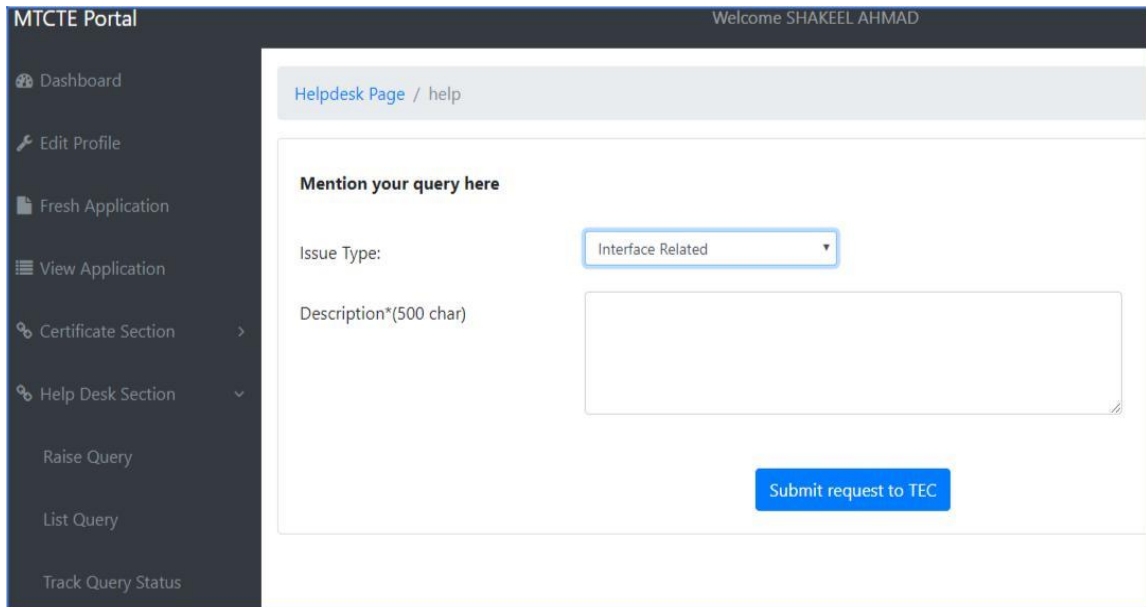 MTCTE Portal
Welcome SHAKEEL AHMAD
Dashboard
Edit Profile
Fresh Application
View Application
Certificate Section
Help Desk Section
Raise Query
List Query
Track Query Status
Helpdesk Page / help
Mention your query here
Issue Type:
Interface Related
Description*(500 char)
Submit request to TEC